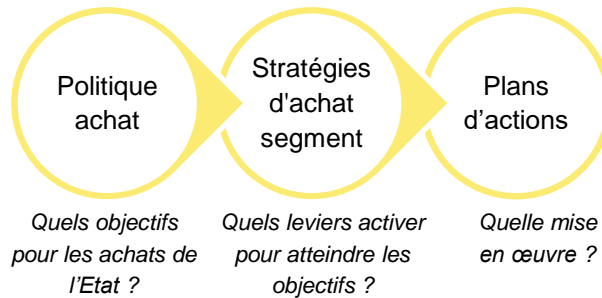 Politique
achat
Stratégies
d'achat
segment
Plans
d’actions
Quels objectifs
pour les achats de
l’Etat ?
Quels leviers activer
pour atteindre les
objectifs ?
Quelle mise
en œuvre ?